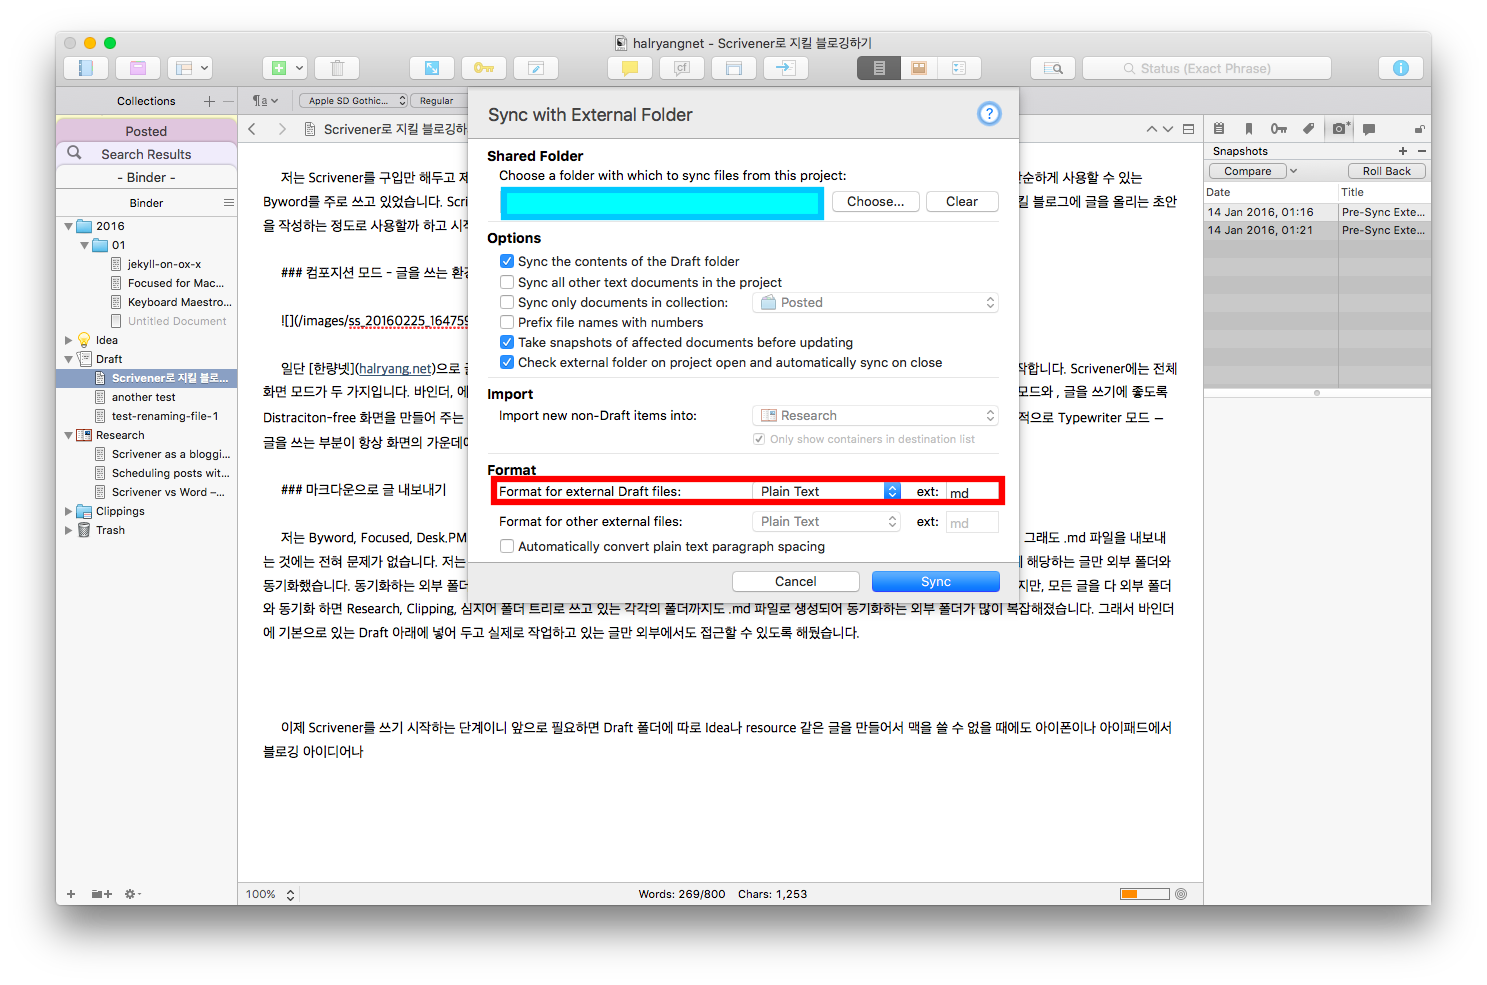 halryangnet - Scrivener로 지킬 블로깅하기
Status (Exact Phrase)
Collections
Posted
Search Results
- Binder -
Binder
2016
01
jekyll-on-ox-x
Focused for Mac...
Keyboard Maestro...
Untitled Document
Idea
Draft
Scrivener로 지킬 블로...
another test
test-renaming-file-1
Research
Scrivener as a bloggi...
Scheduling posts wit...
Scrivener vs Word –...
Clippings
Trash
Apple SD Gothic...
Regular
Scrivener로 지킬 블로깅하
저는 Scrivener를 구입만 해두고 제
단순하게 사용할 수 있는
Byword를 주로 쓰고 있었습니다. Scri
킬 블로그에 글을 올리는 초안
을 작성하는 정도로 사용할까 하고 시작
### 컴포지션 모드 - 글을 쓰는 환경
![](/images/ss_20160225_164759
일단 [한량넷](halryang.net)으로 글
작합니다. Scrivener에는 전체
화면 모드가 두 가지입니다. 바인더, 에
모드와 , 글을 쓰기에 좋도록
Distraciton-free 화면을 만들어 주는
적으로 Typewriter 모드 –
글을 쓰는 부분이 항상 화면의 가운데에
### 마크다운으로 글 내보내기
저는 Byword, Focused, Desk.PM
그래도 .md 파일을 내보내
는 것에는 전혀 문제가 없습니다. 저는
에 해당하는 글만 외부 폴더와
동기화했습니다. 동기화하는 외부 폴더
지만, 모든 글을 다 외부 폴더
와 동기화 하면 Research, Clipping, 심지어 폴더 트리로 쓰고 있는 각각의 폴더까지도 .md 파일로 생성되어 동기화하는 외부 폴더가 많이 복잡해졌습니다. 그래서 바인더
에 기본으로 있는 Draft 아래에 넣어 두고 실제로 작업하고 있는 글만 외부에서도 접근할 수 있도록 해뒀습니다.
이제 Scrivener를 쓰기 시작하는 단계이니 앞으로 필요하면 Draft 폴더에 따로 Idea나 resource 같은 글을 만들어서 맥을 쓸 수 없을 때에도 아이폰이나 아이패드에서
블로깅 아이디어나
Sync with External Folder
Shared Folder
Choose a folder with which to sync files from this project:
Choose...
Clear
Options
Sync the contents of the Draft folder
Sync all other text documents in the project
Sync only documents in collection:
Posted
Prefix file names with numbers
Take snapshots of affected documents before updating
Check external folder on project open and automatically sync on close
Import
Import new non-Draft items into:
Research
Only show containers in destination list
Format
Format for external Draft files:
Plain Text
ext:
md
Format for other external files:
Plain Text
ext:
md
Automatically convert plain text paragraph spacing
Cancel
Sync
Snapshots
Compare
Roll Back
Date
Title
14 Jan 2016, 01:16
Pre-Sync Exte...
14 Jan 2016, 01:21
Pre-Sync Exte...
100%
Words: 269/800
Chars: 1,253